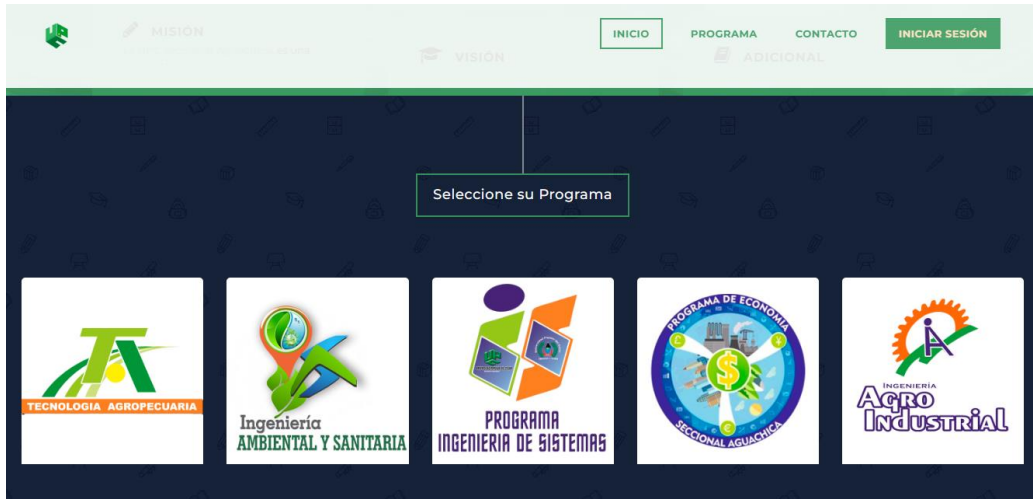 MISIÓN
VISIÓN
ADICIONAL
INICIO
PROGRAMA
CONTACTO
INICIAR SESIÓN
Seleccione su Programa
TECNOLOGIA AGROPECUARIA
Ingeniería
AMBIENTAL Y SANITARIA
PROGRAMA
INGENIERIA DE SISTEMAS
PROGRAMA DE ECONOMÍA
SECCIONAL AGUACHICA
INGENIERÍA
AGRO
INDUSTRIAL